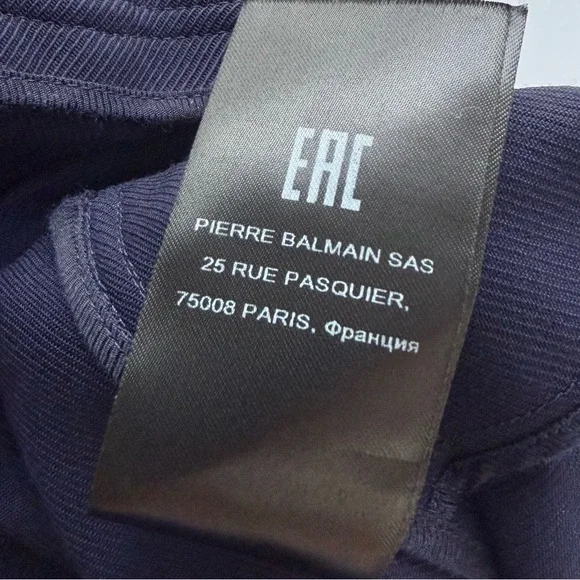 EAC
PIERRE BALMAIN SAS
25 RUE PASQUIER,
75008 PARIS, Франция